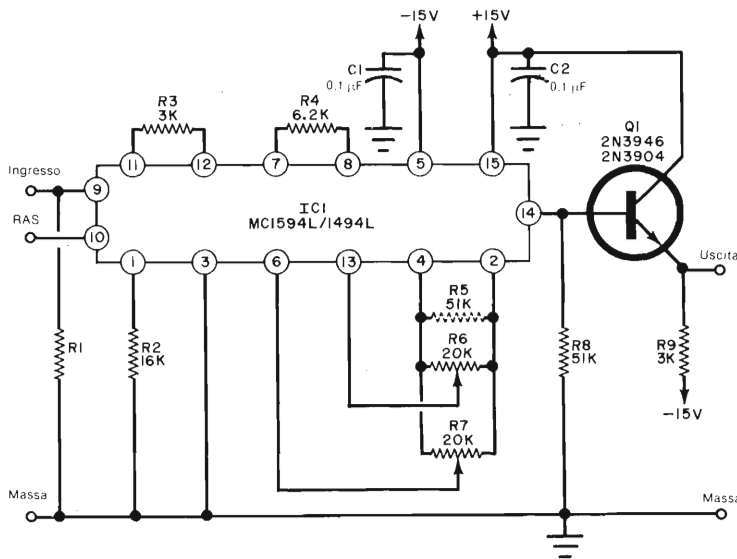 −15V
+15V
C1
0.1 µF
C2
0.1 µF
R3
3K
R4
6.2K
Q1
2N3946
2N3904
11
12
7
8
5
15
Ingresso
9
IC1
MC1594L/1494L
14
RAS
10
1
3
6
13
4
2
Uscita
R5
51K
R1
R2
16K
R6
20K
R8
51K
R9
3K
R7
20K
−15V
Massa
Massa